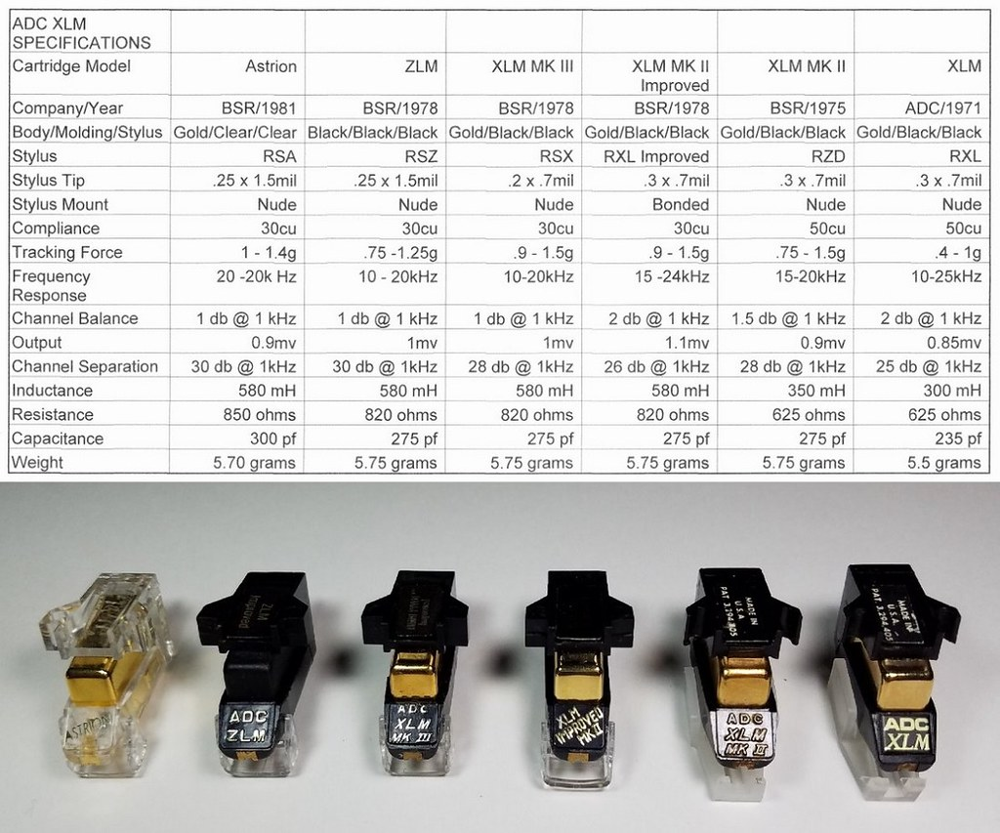 ADC XLM
SPECIFICATIONS
Cartridge Model Astrion ZLM XLM MK III XLM MK II XLM MK II XLM
Improved
Company/Year BSR/1981 BSR/1978 BSR/1978 BSR/1978 BSR/1975 ADC/1971
Body/Molding/Stylus Gold/Clear/Clear Black/Black/Black Gold/Black/Black Gold/Black/Black Gold/Black/Black Gold/Black/Black
Stylus RSA RSZ RSX RXL Improved RZD RXL
Stylus Tip .25 x 1.5mil .25 x 1.5mil .2 x .7mil .3 x .7mil .3 x .7mil .3 x .7mil
Stylus Mount Nude Nude Nude Bonded Nude Nude
Compliance 30cu 30cu 30cu 30cu 50cu 50cu
Tracking Force 1 - 1.4g .75 -1.25g .9 - 1.5g .9 - 1.5g .75 - 1.5g .4 - 1g
Frequency 20 -20k Hz 10 - 20kHz 10-20kHz 15 -24kHz 15-20kHz 10-25kHz
Response
Channel Balance 1 db @ 1 kHz 1 db @ 1 kHz 1 db @ 1 kHz 2 db @ 1 kHz 1.5 db @ 1 kHz 2 db @ 1 kHz
Output 0.9mv 1mv 1mv 1.1mv 0.9mv 0.85mv
Channel Separation 30 db @ 1kHz 30 db @ 1kHz 28 db @ 1kHz 26 db @ 1kHz 28 db @ 1kHz 25 db @ 1kHz
Inductance 580 mH 580 mH 580 mH 580 mH 350 mH 300 mH
Resistance 850 ohms 820 ohms 820 ohms 820 ohms 625 ohms 625 ohms
Capacitance 300 pf 275 pf 275 pf 275 pf 275 pf 235 pf
Weight 5.70 grams 5.75 grams 5.75 grams 5.75 grams 5.75 grams 5.5 grams
ZLM
Improved
MADE IN
U.S.A.
PAT 3,294,405
MADE IN
U.S.A.
PAT 3,294,405
ASTRION
ADC
ZLM
ADC
XLM
MK III
XLM
IMPROVED
MK II
ADC
XLM
MK II
ADC
XLM